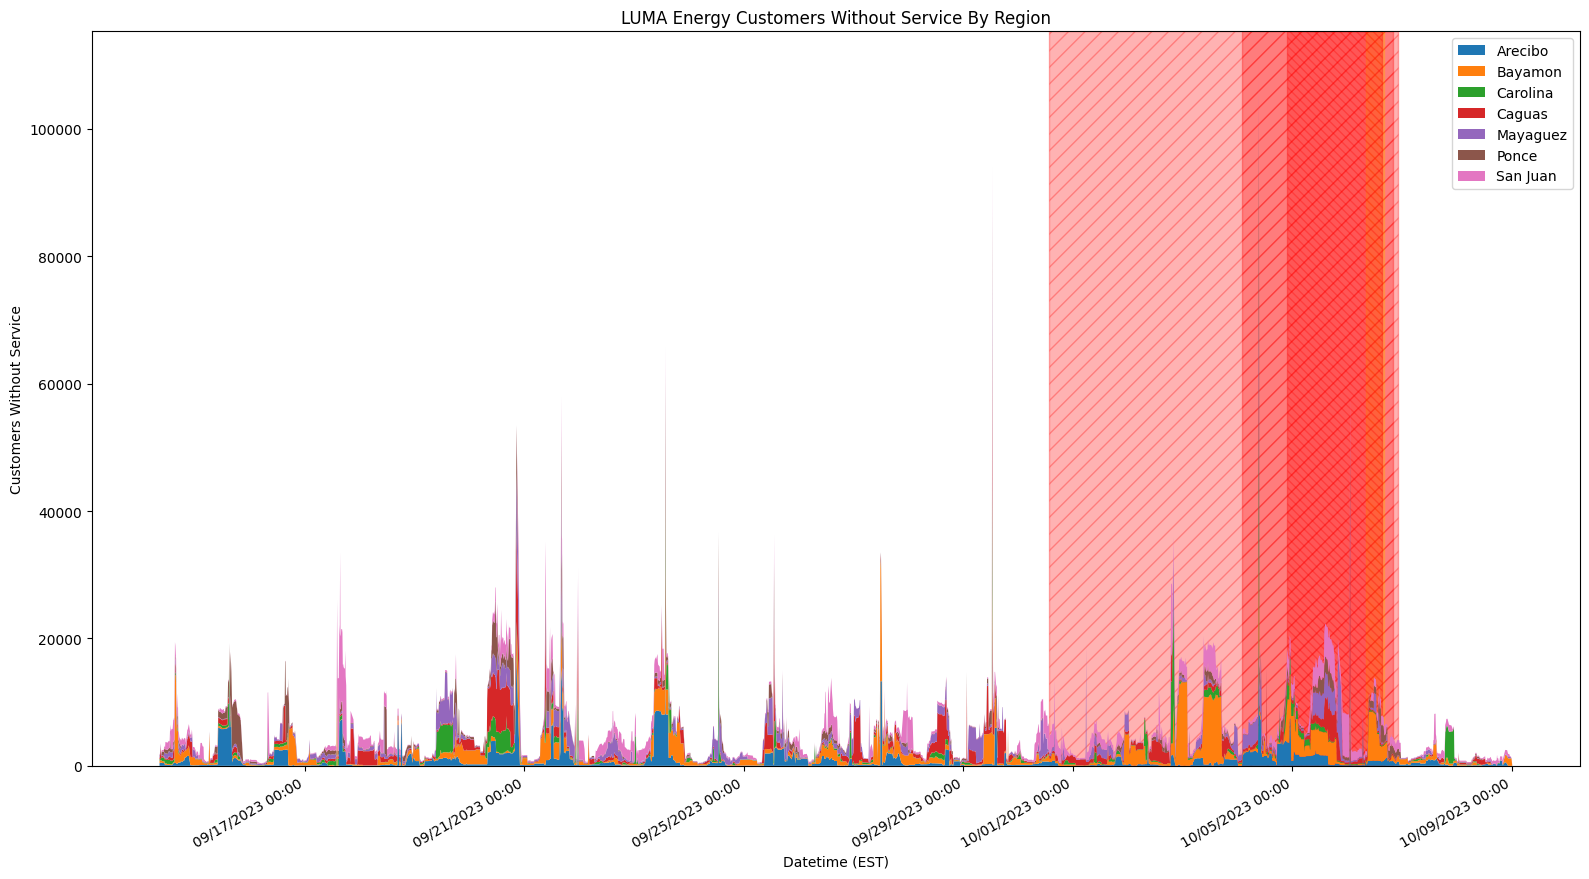 LUMA Energy Customers Without Service By Region
Arecibo
Bayamon
Carolina
Caguas
Mayaguez
Ponce
San Juan
100000
80000
60000
40000
20000
0
Customers Without Service
09/17/2023 00:00
09/21/2023 00:00
09/25/2023 00:00
09/29/2023 00:00
10/01/2023 00:00
10/05/2023 00:00
10/09/2023 00:00
Datetime (EST)